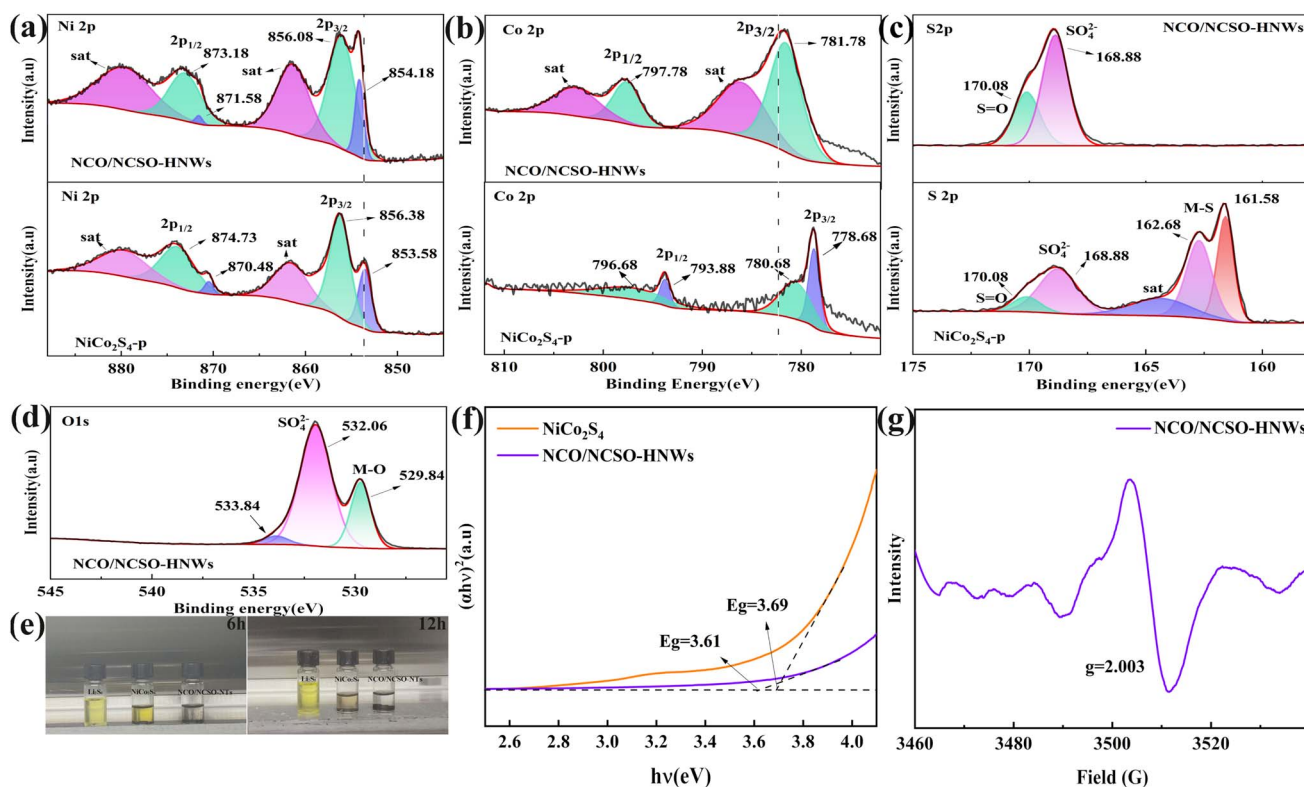 (a)
Ni 2p
2p1/2
873.18
sat
871.58
856.08
2p3/2
sat
854.18
NCO/NCSO-HNWs
Ni 2p
2p1/2
sat
874.73
870.48
sat
2p3/2
856.38
853.58
NiCo2S4-p
Intensity(a.u)
Intensity(a.u)
880 870 860 850
Binding energy(eV)
(b)
Co 2p
2p1/2
797.78
sat
sat
2p3/2
781.78
NCO/NCSO-HNWs
Co 2p
796.68
2p1/2
793.88
780.68
2p3/2
778.68
NiCo2S4-p
Intensity(a.u)
Intensity(a.u)
810 800 790 780
Binding Energy(eV)
(c)
S2p
SO4 2-
NCO/NCSO-HNWs
168.88
170.08
S=O
S 2p
161.58
M-S
162.68
SO4 2-
168.88
170.08
S=O
sat
NiCo2S4-p
Intensity(a.u)
Intensity(a.u)
175 170 165 160
Binding energy(eV)
(d)
O1s
SO4 2-
532.06
M-O
529.84
533.84
NCO/NCSO-HNWs
Intensity(a.u)
545 540 535 530
Binding energy(eV)
(e)
6h
NCO/NCSO-NTs
12h
NCO/NCSO-NTs
(f)
NiCo2S4
NCO/NCSO-HNWs
Eg=3.69
Eg=3.61
(αhν)2(a.u)
2.6 2.8 3.0 3.2 3.4 3.6 3.8 4.0
hν(eV)
(g)
NCO/NCSO-HNWs
g=2.003
Intensity
3460 3480 3500 3520
Field (G)